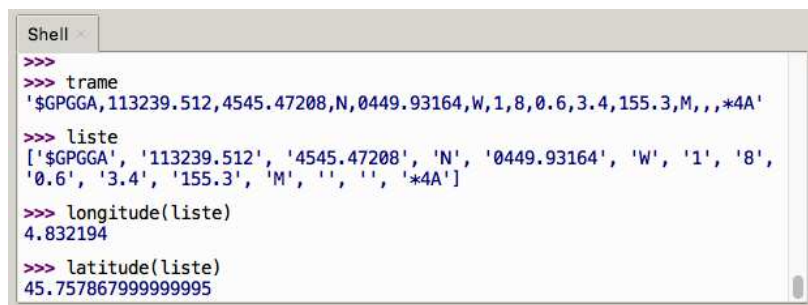 Shell ×
>>>
>>> trame
'$GPGGA,113239.512,4545.47208,N,0449.93164,W,1,8,0.6,3.4,155.3,M,,,*4A'
>>> liste
['$GPGGA', '113239.512', '4545.47208', 'N', '0449.93164', 'W', '1', '8',
'0.6', '3.4', '155.3', 'M', '', '', '*4A']
>>> longitude(liste)
4.832194
>>> latitude(liste)
45.757867999999995